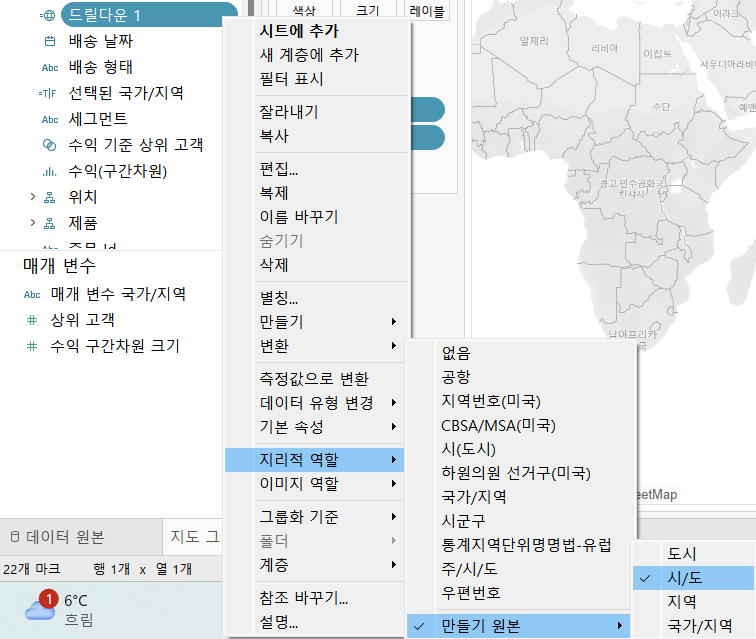 드릴다운 1
배송 날짜
Abc 배송 형태
=T|F 선택된 국가/지역
Abc 세그먼트
수익 기준 상위 고객
수익(구간차원)
위치
제품
매개 변수
Abc 매개 변수 국가/지역
# 상위 고객
# 수익 구간차원 크기
데이터 원본
지도 그
22개 마크 행 1개 x 열 1개
1
6°C
흐림
색상 크기 레이블
시트에 추가
새 계층에 추가
필터 표시
잘라내기
복사
편집...
복제
이름 바꾸기
숨기기
삭제
별칭...
만들기
변환
측정값으로 변환
데이터 유형 변경
기본 속성
지리적 역할
이미지 역할
그룹화 기준
폴더
계층
참조 바꾸기...
설명...
없음
공항
지역번호(미국)
CBSA/MSA(미국)
시(도시)
하원의원 선거구(미국)
국가/지역
시군구
통계지역단위명명법-유럽
주/시/도
우편번호
만들기 원본
도시
시/도
지역
국가/지역
이라크
알제리
리비아
이집트
사우디아라비
수단
예멘
콩고 민주공화국
킨샤사
남아프리카
국
eetMap